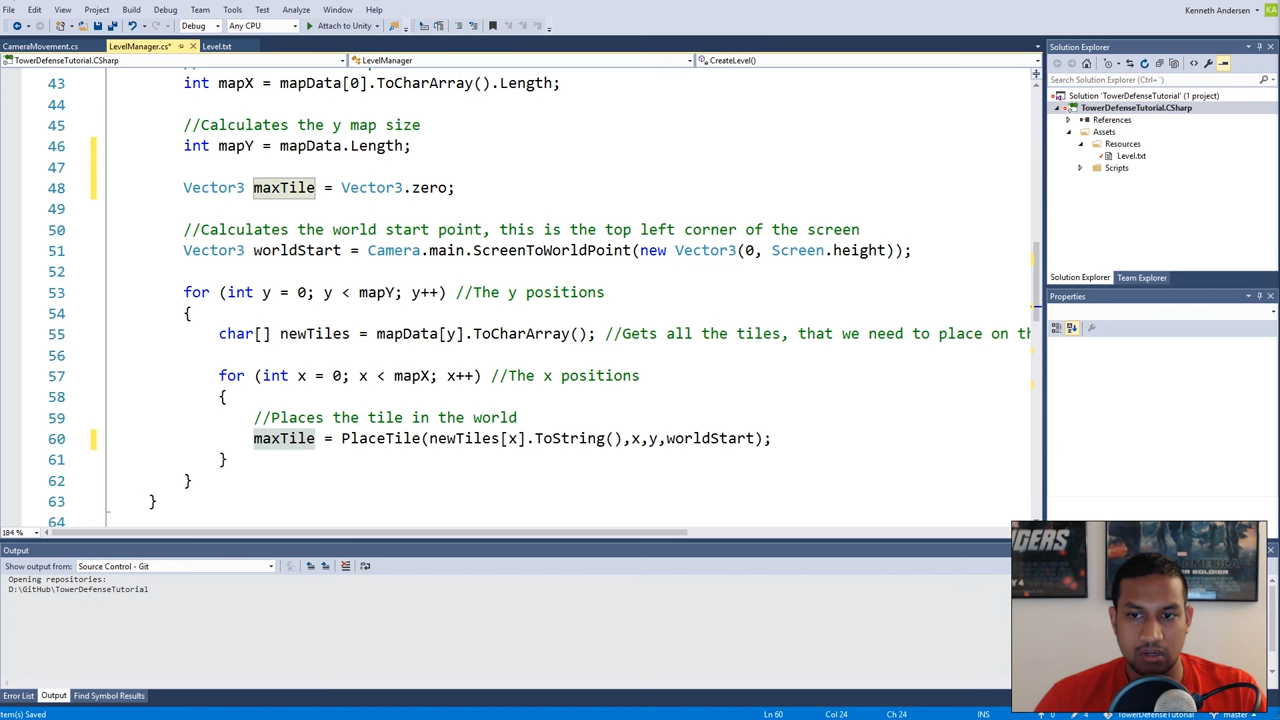 File Edit View Project Build Debug Team Tools Test Analyze Window Help
Kenneth Andersen KA
Debug Any CPU Attach to Unity
CameraMovement.cs LevelManager.cs* Level.txt
TowerDefenseTutorial.CSharp LevelManager CreateLevel()
43 int mapX = mapData[0].ToCharArray().Length;
44
45 //Calculates the y map size
46 int mapY = mapData.Length;
47
48 Vector3 maxTile = Vector3.zero;
49
50 //Calculates the world start point, this is the top left corner of the screen
51 Vector3 worldStart = Camera.main.ScreenToWorldPoint(new Vector3(0, Screen.height));
52
53 for (int y = 0; y < mapY; y++) //The y positions
54 {
55 char[] newTiles = mapData[y].ToCharArray(); //Gets all the tiles, that we need to place on th
56
57 for (int x = 0; x < mapX; x++) //The x positions
58 {
59 //Places the tile in the world
60 maxTile = PlaceTile(newTiles[x].ToString(),x,y,worldStart);
61 }
62 }
63 }
64
184 %
Solution Explorer
Search Solution Explorer (Ctrl+¨)
Solution 'TowerDefenseTutorial' (1 project)
TowerDefenseTutorial.CSharp
References
Assets
Resources
Level.txt
Scripts
Solution Explorer Team Explorer
Properties
Output
Show output from: Source Control - Git
Opening repositories:
D:\GitHub\TowerDefenseTutorial
Error List Output Find Symbol Results
tem(s) Saved Ln 60 Col 24 Ch 24 INS 0 4 TowerDefenseTutorial master